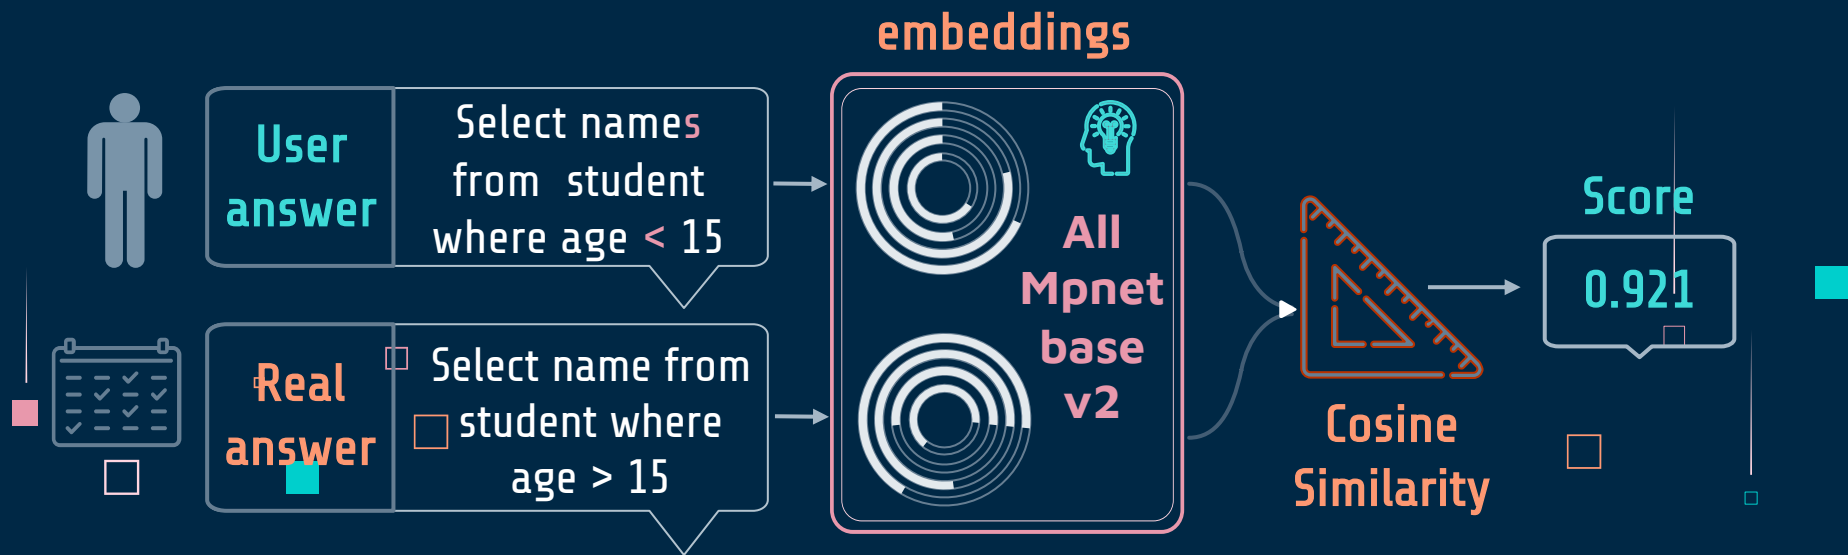 embeddings
User
answer
Select names
from student
where age < 15
Real
answer
Select name from
student where
age > 15
All
Mpnet
base
v2
Cosine
Similarity
Score
0.921